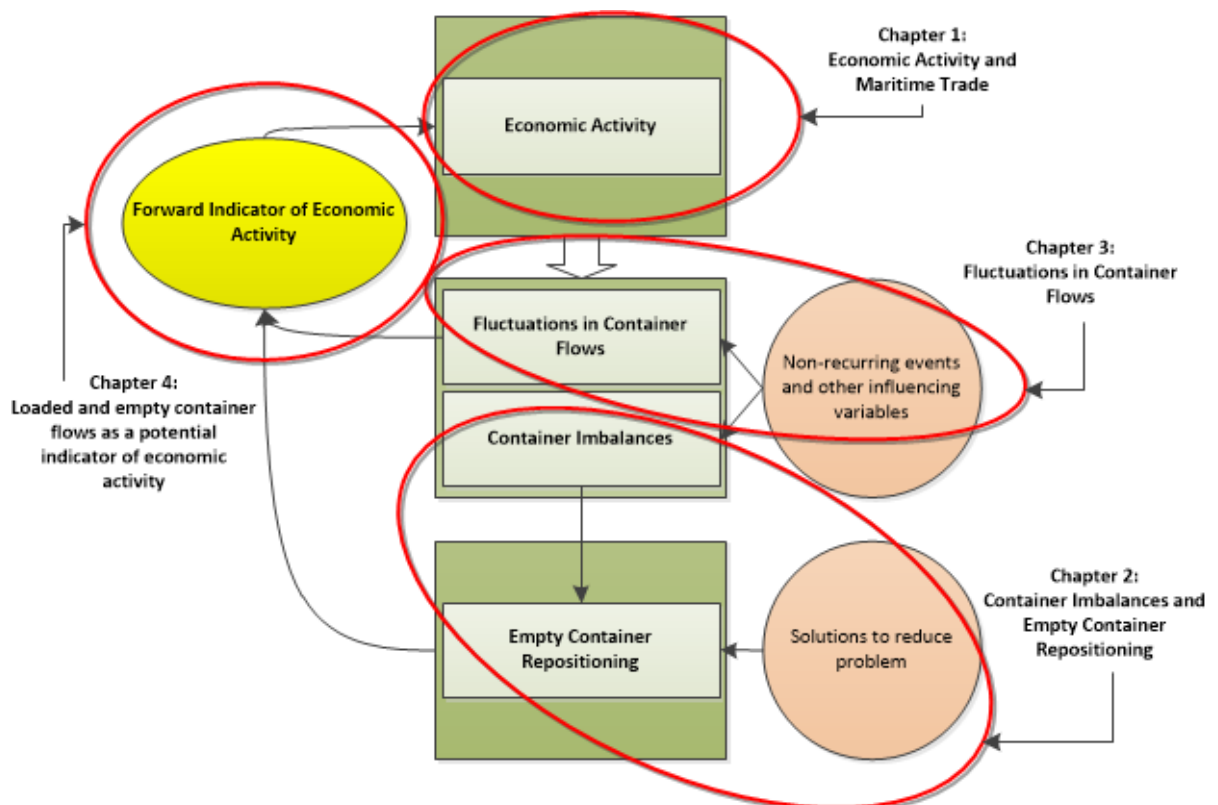 Chapter 1:
Economic Activity and
Maritime Trade
Economic Activity
Forward Indicator of Economic
Activity
Chapter 3:
Fluctuations in Container
Flows
Fluctuations in Container
Flows
Non-recurring events
and other influencing
variables
Chapter 4:
Loaded and empty container
flows as a potential
indicator of economic
activity
Container Imbalances
Chapter 2:
Container Imbalances and
Empty Container
Repositioning
Empty Container
Repositioning
Solutions to reduce
problem